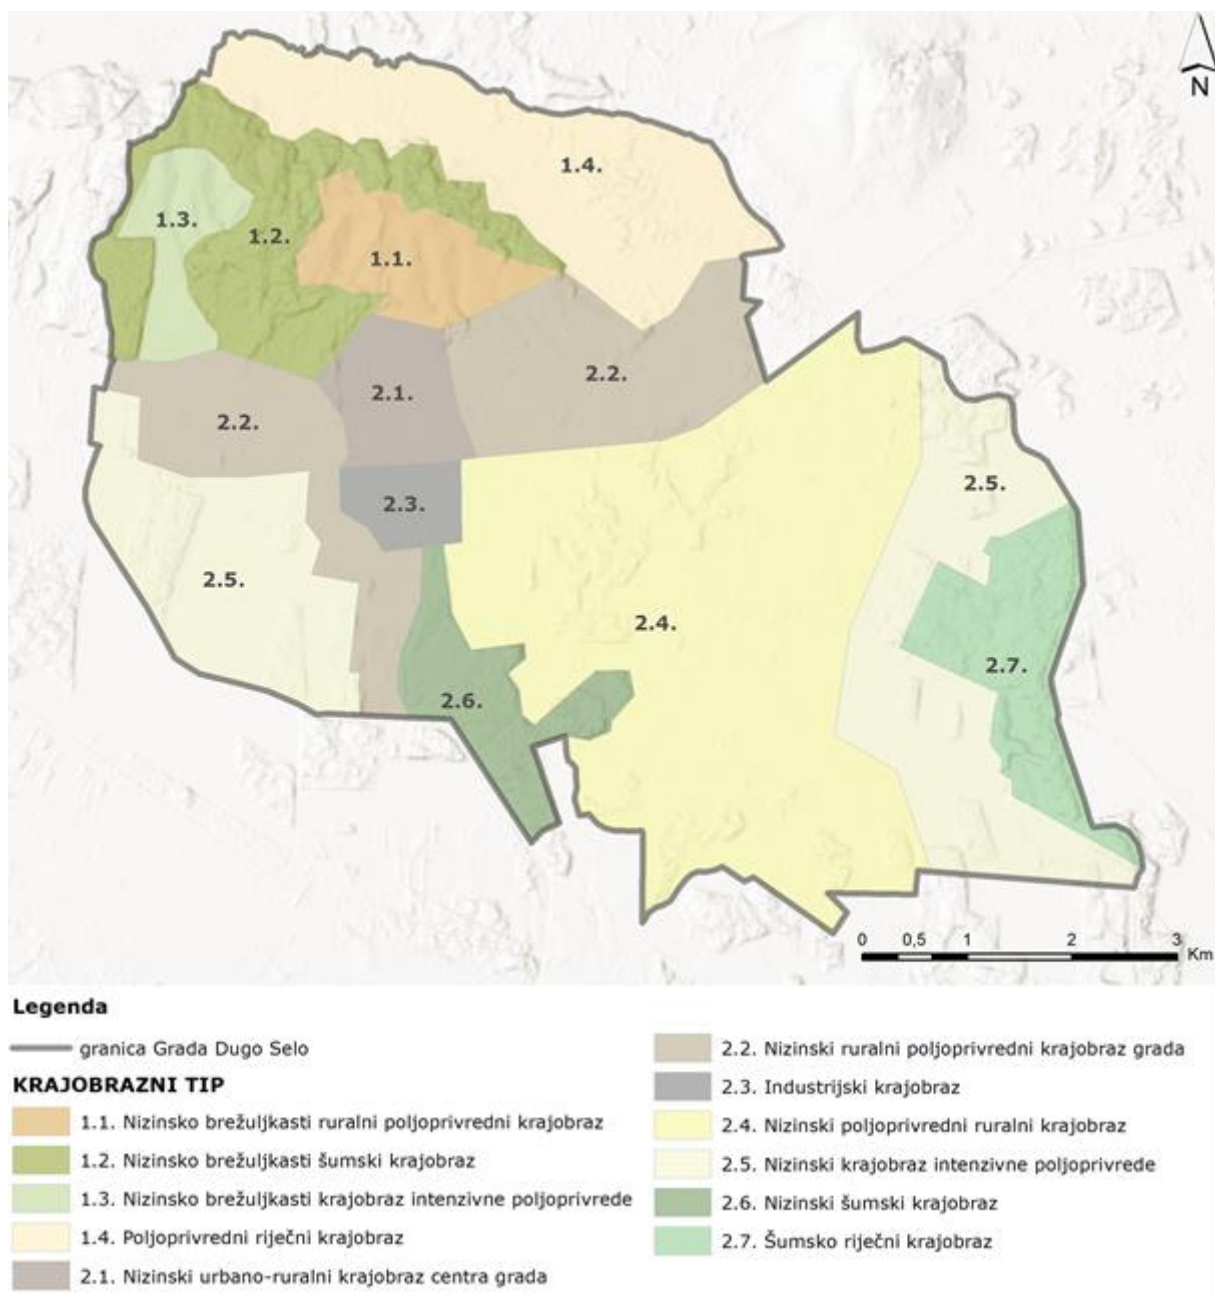 N
1.4.
1.3.
1.2.
1.1.
2.2.
2.1.
2.2.
2.5.
2.3.
2.5.
2.4.
2.7.
2.6.
0 0,5 1 2 3
Km
Legenda
granica Grada Dugo Selo
KRAJOBRAZNI TIP
1.1. Nizinsko brežuljkasti ruralni poljoprivredni krajobraz
1.2. Nizinsko brežuljkasti šumski krajobraz
1.3. Nizinsko brežuljkasti krajobraz intenzivne poljoprivrede
1.4. Poljoprivredni riječni krajobraz
2.1. Nizinski urbano-ruralni krajobraz centra grada
2.2. Nizinski ruralni poljoprivredni krajobraz grada
2.3. Industrijski krajobraz
2.4. Nizinski poljoprivredni ruralni krajobraz
2.5. Nizinski krajobraz intenzivne poljoprivrede
2.6. Nizinski šumski krajobraz
2.7. Šumsko riječni krajobraz